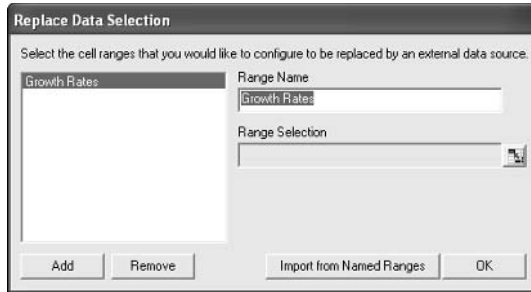 Replace Data Selection
Select the cell ranges that you would like to configure to be replaced by an external data source.
Growth Rates
Range Name
Growth Rates
Range Selection
Add
Remove
Import from Named Ranges
OK